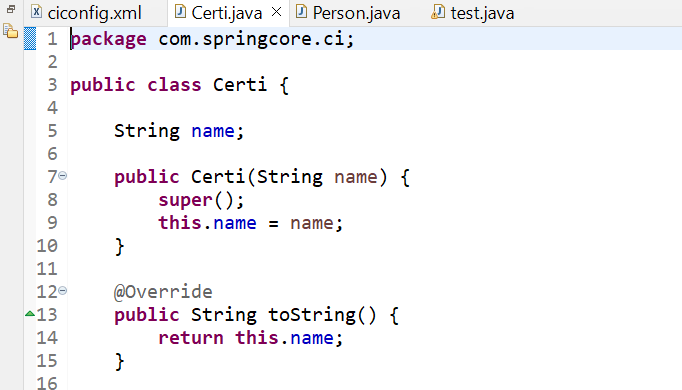 ciconfig.xml Certi.java Person.java test.java
1 package com.springcore.ci;
2
3 public class Certi {
4
5 String name;
6
7 public Certi(String name) {
8 super();
9 this.name = name;
10 }
11
12 @Override
13 public String toString() {
14 return this.name;
15 }
16